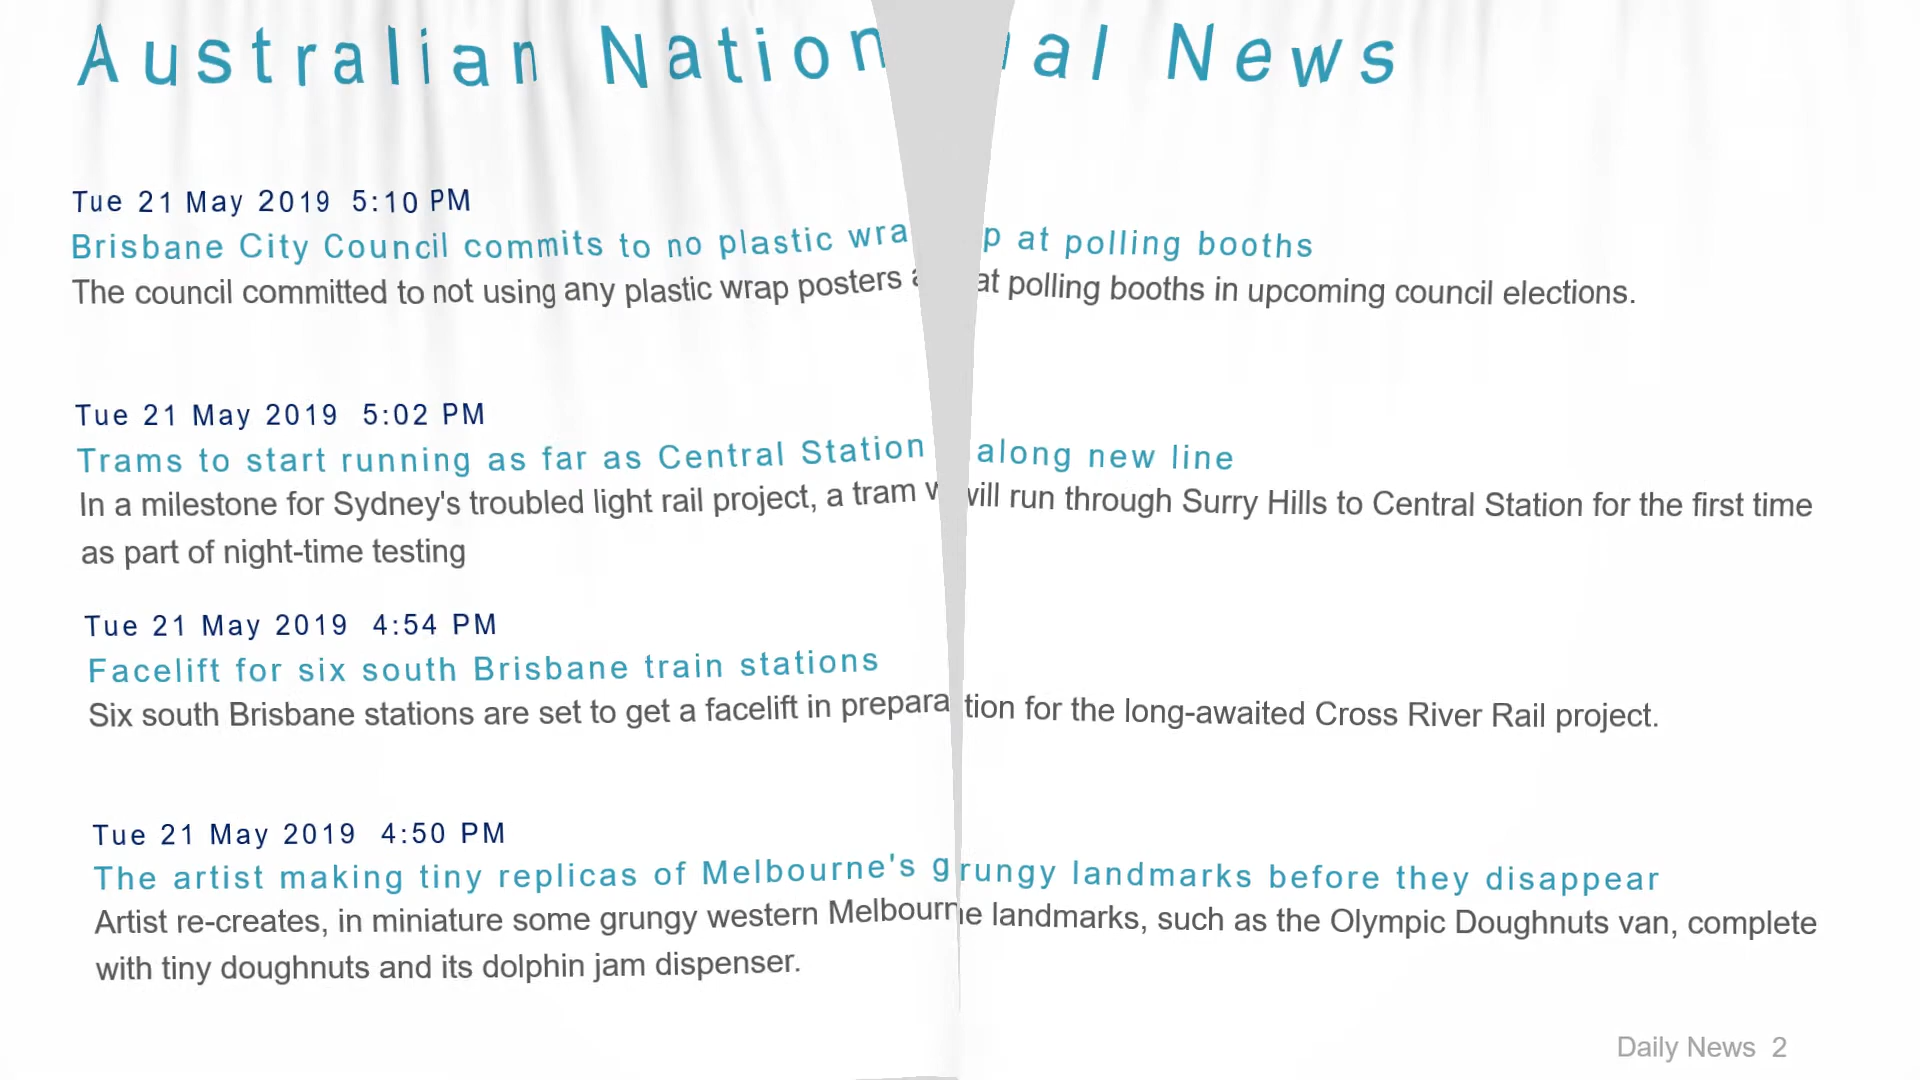 Australian National News
Tue 21 May 2019 5:10 PM
Brisbane City Council commits to no plastic wrap at polling booths
The council committed to not using any plastic wrap posters at polling booths in upcoming council elections.
Tue 21 May 2019 5:02 PM
Trams to start running as far as Central Station along new line
In a milestone for Sydney's troubled light rail project, a tram will run through Surry Hills to Central Station for the first time
as part of night-time testing
Tue 21 May 2019 4:54 PM
Facelift for six south Brisbane train stations
Six south Brisbane stations are set to get a facelift in preparation for the long-awaited Cross River Rail project.
Tue 21 May 2019 4:50 PM
The artist making tiny replicas of Melbourne's grungy landmarks before they disappear
Artist re-creates, in miniature some grungy western Melbourne landmarks, such as the Olympic Doughnuts van, complete
with tiny doughnuts and its dolphin jam dispenser.
Daily News 2